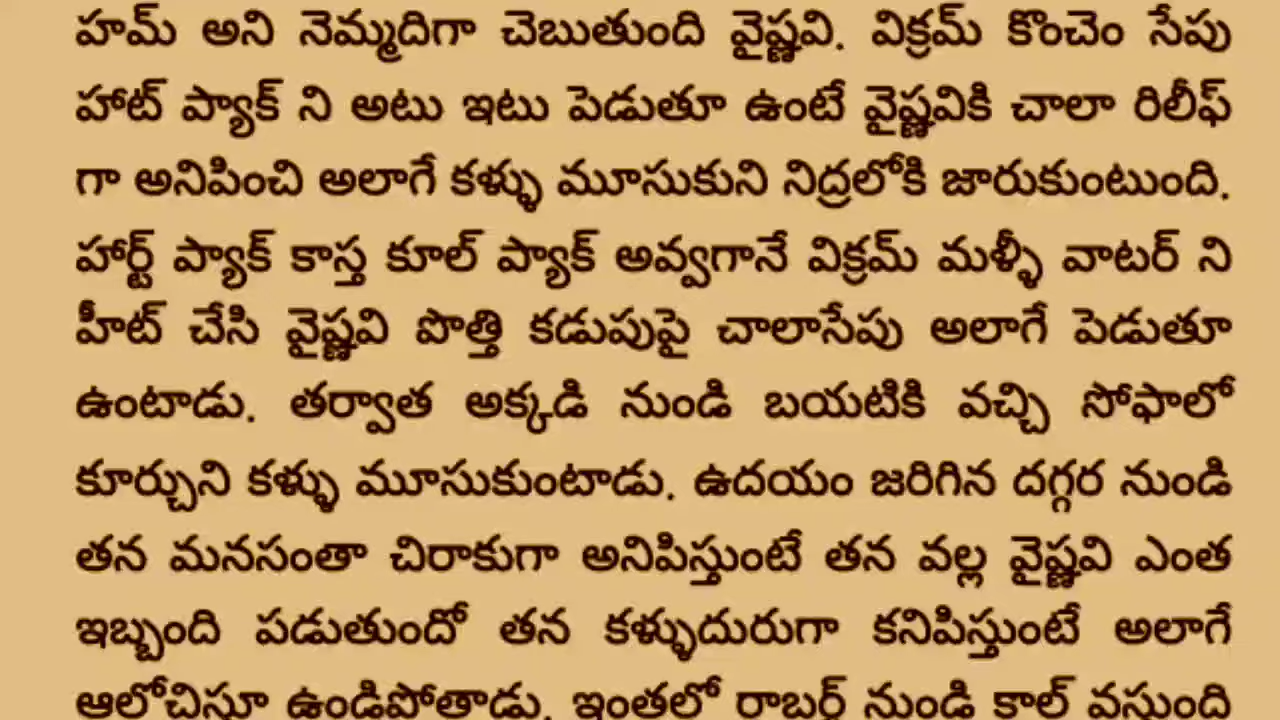 హమ్ అని నెమ్మదిగా చెబుతుంది వైష్ణవి. విక్రమ్ కొంచెం సేపు
హాట్ ప్యాక్ ని అటు ఇటు పెడుతూ ఉంటే వైష్ణవికి చాలా రిలీఫ్
గా అనిపించి అలాగే కళ్ళు మూసుకుని నిద్రలోకి జారుకుంటుంది.
హార్ట్ ప్యాక్ కాస్త కూల్ ప్యాక్ అవ్వగానే విక్రమ్ మళ్ళీ వాటర్ ని
హీట్ చేసి వైష్ణవి పొత్తి కడుపుపై చాలాసేపు అలాగే పెడుతూ
ఉంటాడు. తర్వాత అక్కడి నుండి బయటికి వచ్చి సోఫాలో
కూర్చుని కళ్ళు మూసుకుంటాడు. ఉదయం జరిగిన దగ్గర నుండి
తన మనసంతా చిరాకుగా అనిపిస్తుంటే తన వల్ల వైష్ణవి ఎంత
ఇబ్బంది పడుతుందో తన కళ్ళుదురుగా కనిపిస్తుంటే అలాగే
ఆలోచిస్తూ ఉండిపోతాడు. ఇంతలో రాబర్ట్ నుండి కాల్ వస్తుంది